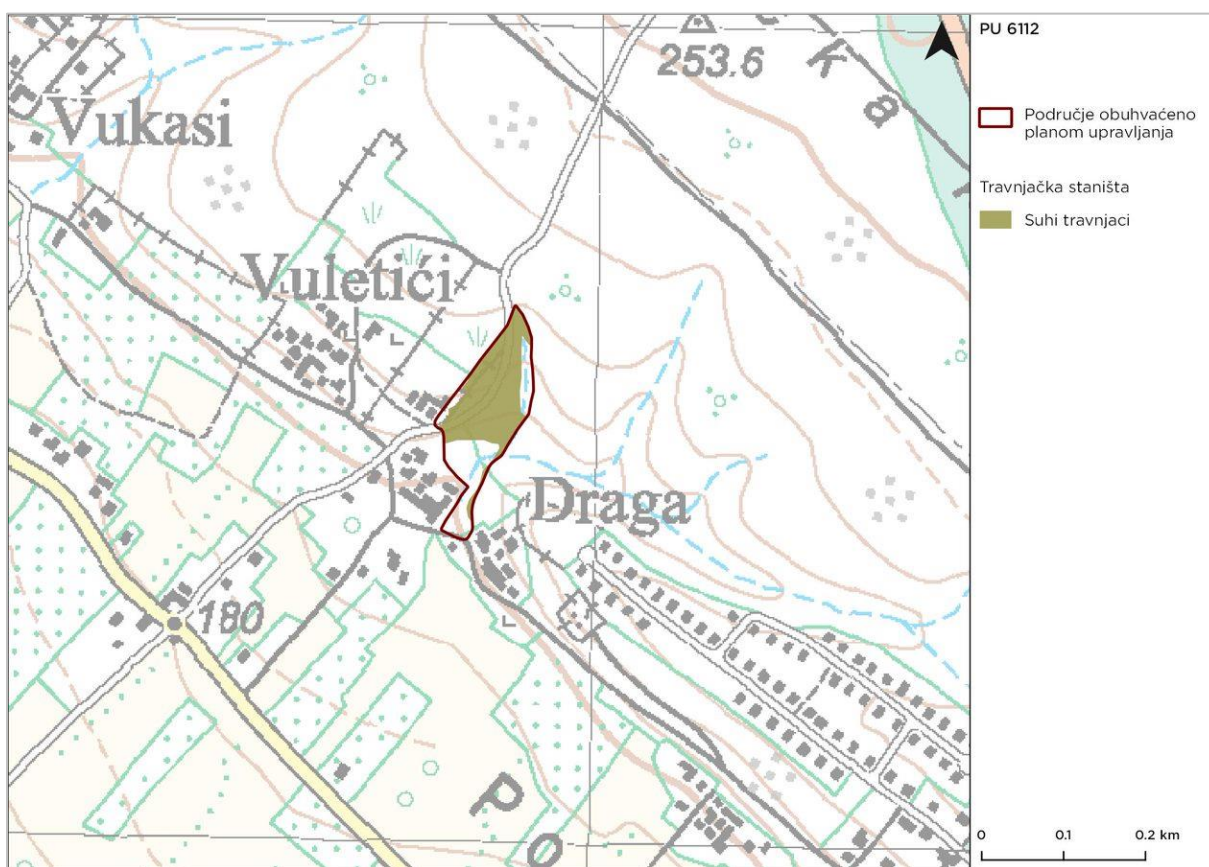 PU 6112
Područje obuhvaćeno
planom upravljanja
Travnjačka staništa
Suhi travnjaci
0 0.1 0.2 km
253.6
k
a
Vukasi
Vuletići
Draga
180
P
o